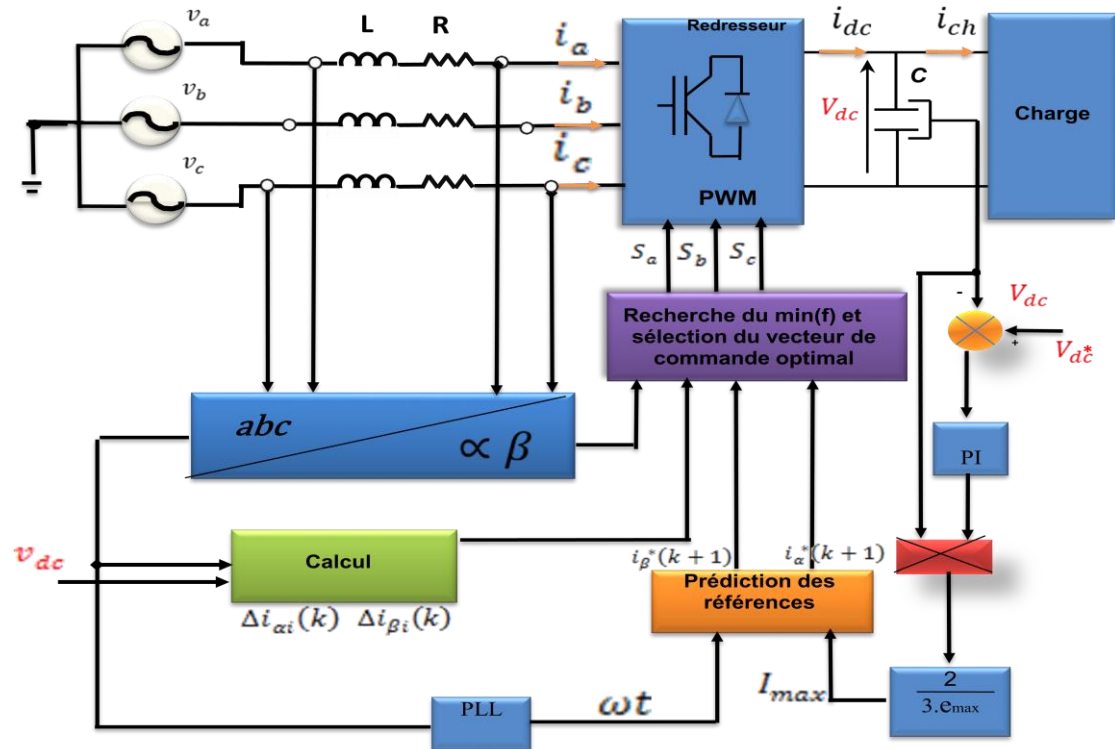 v_a
L
R
i_a
Redresseur
i_dc
i_ch
v_b
i_b
C
V_dc
Charge
v_c
i_c
PWM
S_a
S_b
S_c
Recherche du min(f) et
sélection du vecteur de
commande optimal
-
V_dc
+
V_dc*
abc
∝ β
PI
v_dc
Calcul
i_β*(k + 1)
i_α*(k + 1)
Prédiction des
références
Δi_αi(k)
Δi_βi(k)
I_max
2
3.e_max
PLL
ωt